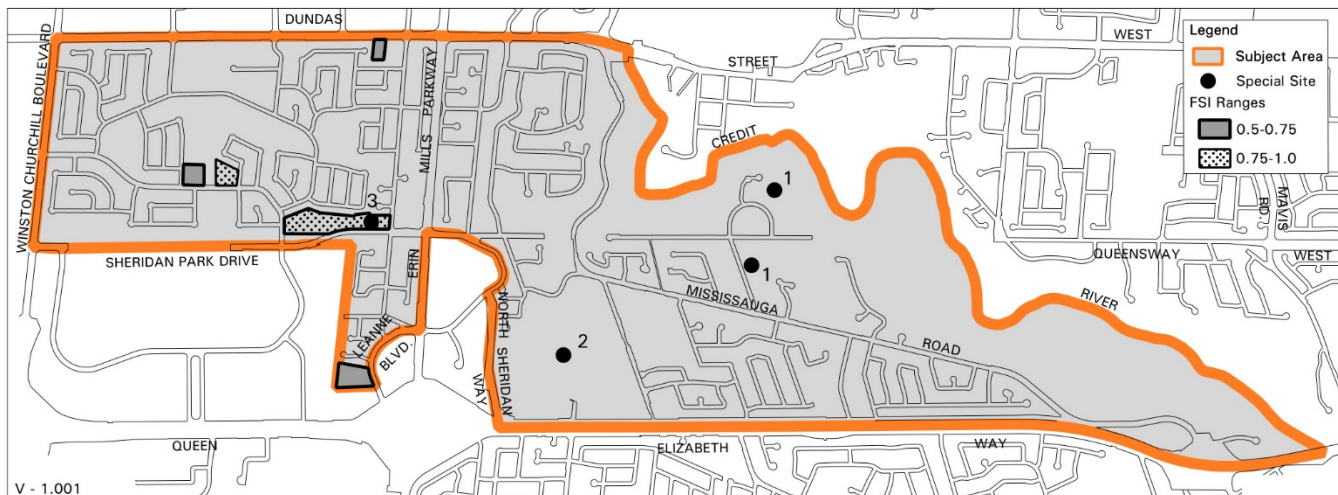 DUNDAS
WEST
STREET
WINSTON CHURCHILL BOULEVARD
MILLS PARKWAY
ERIN
CREDIT
RIVER
1
1
2
3
SHERIDAN PARK DRIVE
LEANNE
BLVD.
NORTH SHERIDAN
WAY
MISSISSAUGA
ROAD
QUEENSWAY
WEST
MAVIS
RD.
QUEEN
ELIZABETH
WAY
Legend
Subject Area
Special Site
FSI Ranges
0.5-0.75
0.75-1.0
V - 1.001